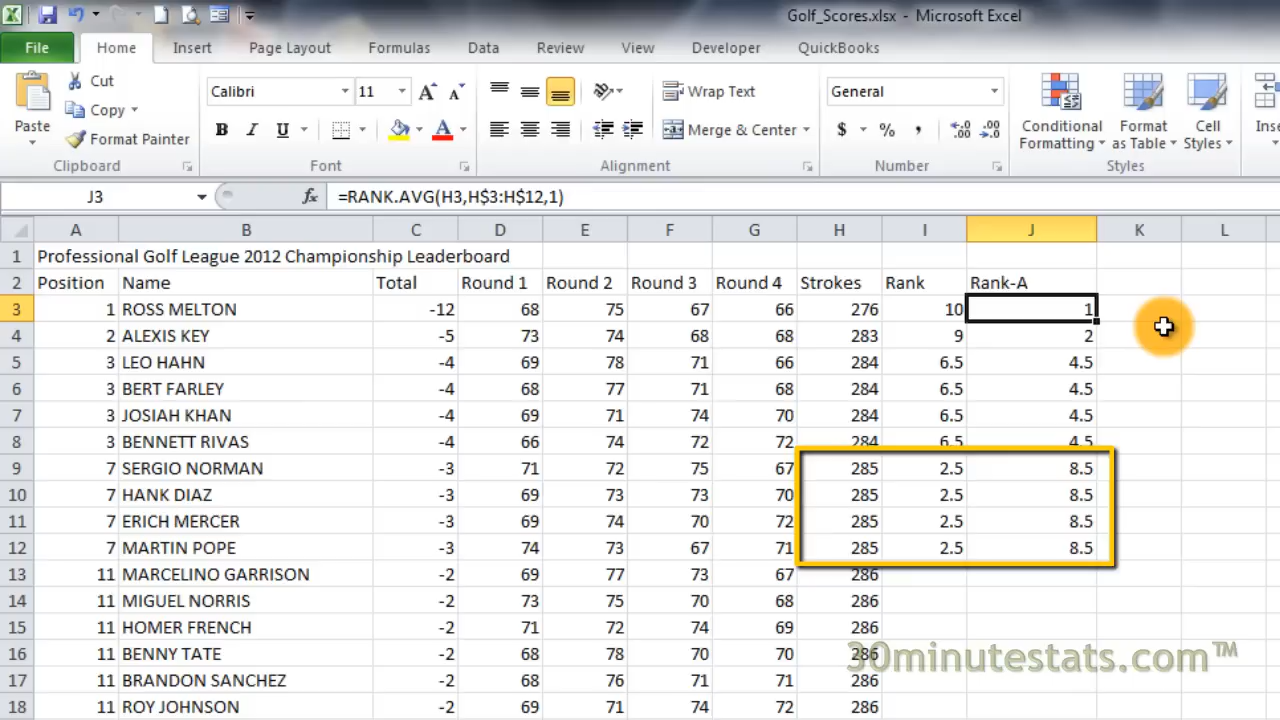 Golf_Scores.xlsx - Microsoft Excel
File Home Insert Page Layout Formulas Data Review View Developer QuickBooks
Cut
Copy
Format Painter
Paste
Calibri 11 A A
B I U A
Wrap Text
Merge & Center
General
$ % ,
Conditional Formatting
Format as Table
Cell Styles
Clipboard Font Alignment Number Styles
J3 fx =RANK.AVG(H3,H$3:H$12,1)
A B C D E F G H I J K L
1 Professional Golf League 2012 Championship Leaderboard
2 Position Name Total Round 1 Round 2 Round 3 Round 4 Strokes Rank Rank-A
3 1 ROSS MELTON -12 68 75 67 66 276 10 1
4 2 ALEXIS KEY -5 73 74 68 68 283 9 2
5 3 LEO HAHN -4 69 78 71 66 284 6.5 4.5
6 3 BERT FARLEY -4 68 77 71 68 284 6.5 4.5
7 3 JOSIAH KHAN -4 69 71 74 70 284 6.5 4.5
8 3 BENNETT RIVAS -4 66 74 72 72 284 6.5 4.5
9 7 SERGIO NORMAN -3 71 72 75 67 285 2.5 8.5
10 7 HANK DIAZ -3 69 73 73 70 285 2.5 8.5
11 7 ERICH MERCER -3 69 74 70 72 285 2.5 8.5
12 7 MARTIN POPE -3 74 73 67 71 285 2.5 8.5
13 11 MARCELINO GARRISON -2 69 77 73 67 286
14 11 MIGUEL NORRIS -2 73 75 70 68 286
15 11 HOMER FRENCH -2 71 72 74 69 286
16 11 BENNY TATE -2 68 76 70 72 286
17 11 BRANDON SANCHEZ -2 68 76 71 71 286
18 11 ROY JOHNSON -2 69 71 74 72 286
30minutestats.com™